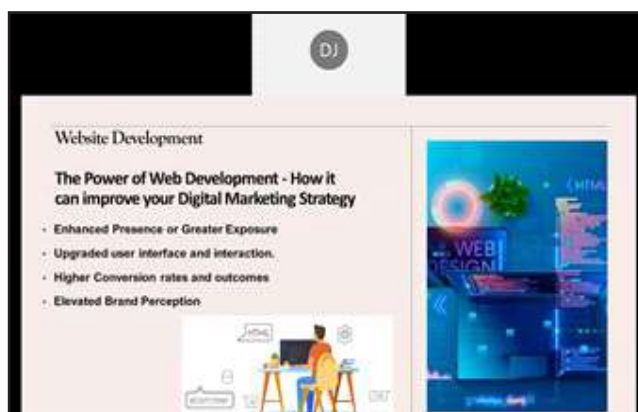 DJ
Website Development
The Power of Web Development - How it
can improve your Digital Marketing Strategy
Enhanced Presence or Greater Exposure
Upgraded user interface and interaction.
Higher Conversion rates and outcomes
Elevated Brand Perception
HTML
HTML
WEB
DESIGN